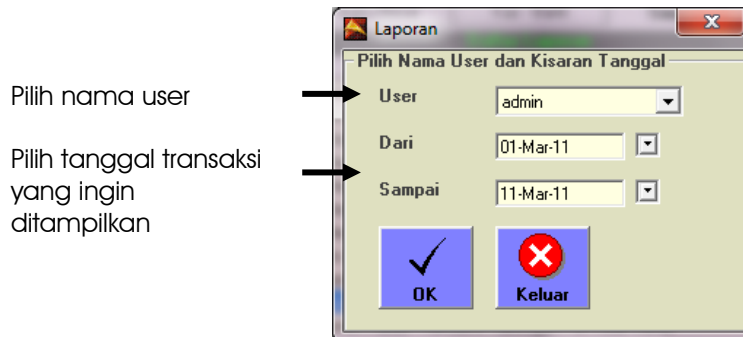 Laporan
Pilih Nama User dan Kisaran Tanggal
Pilih nama user
User
admin
Pilih tanggal transaksi
yang ingin
ditampilkan
Dari
01-Mar-11
Sampai
11-Mar-11
OK
Keluar